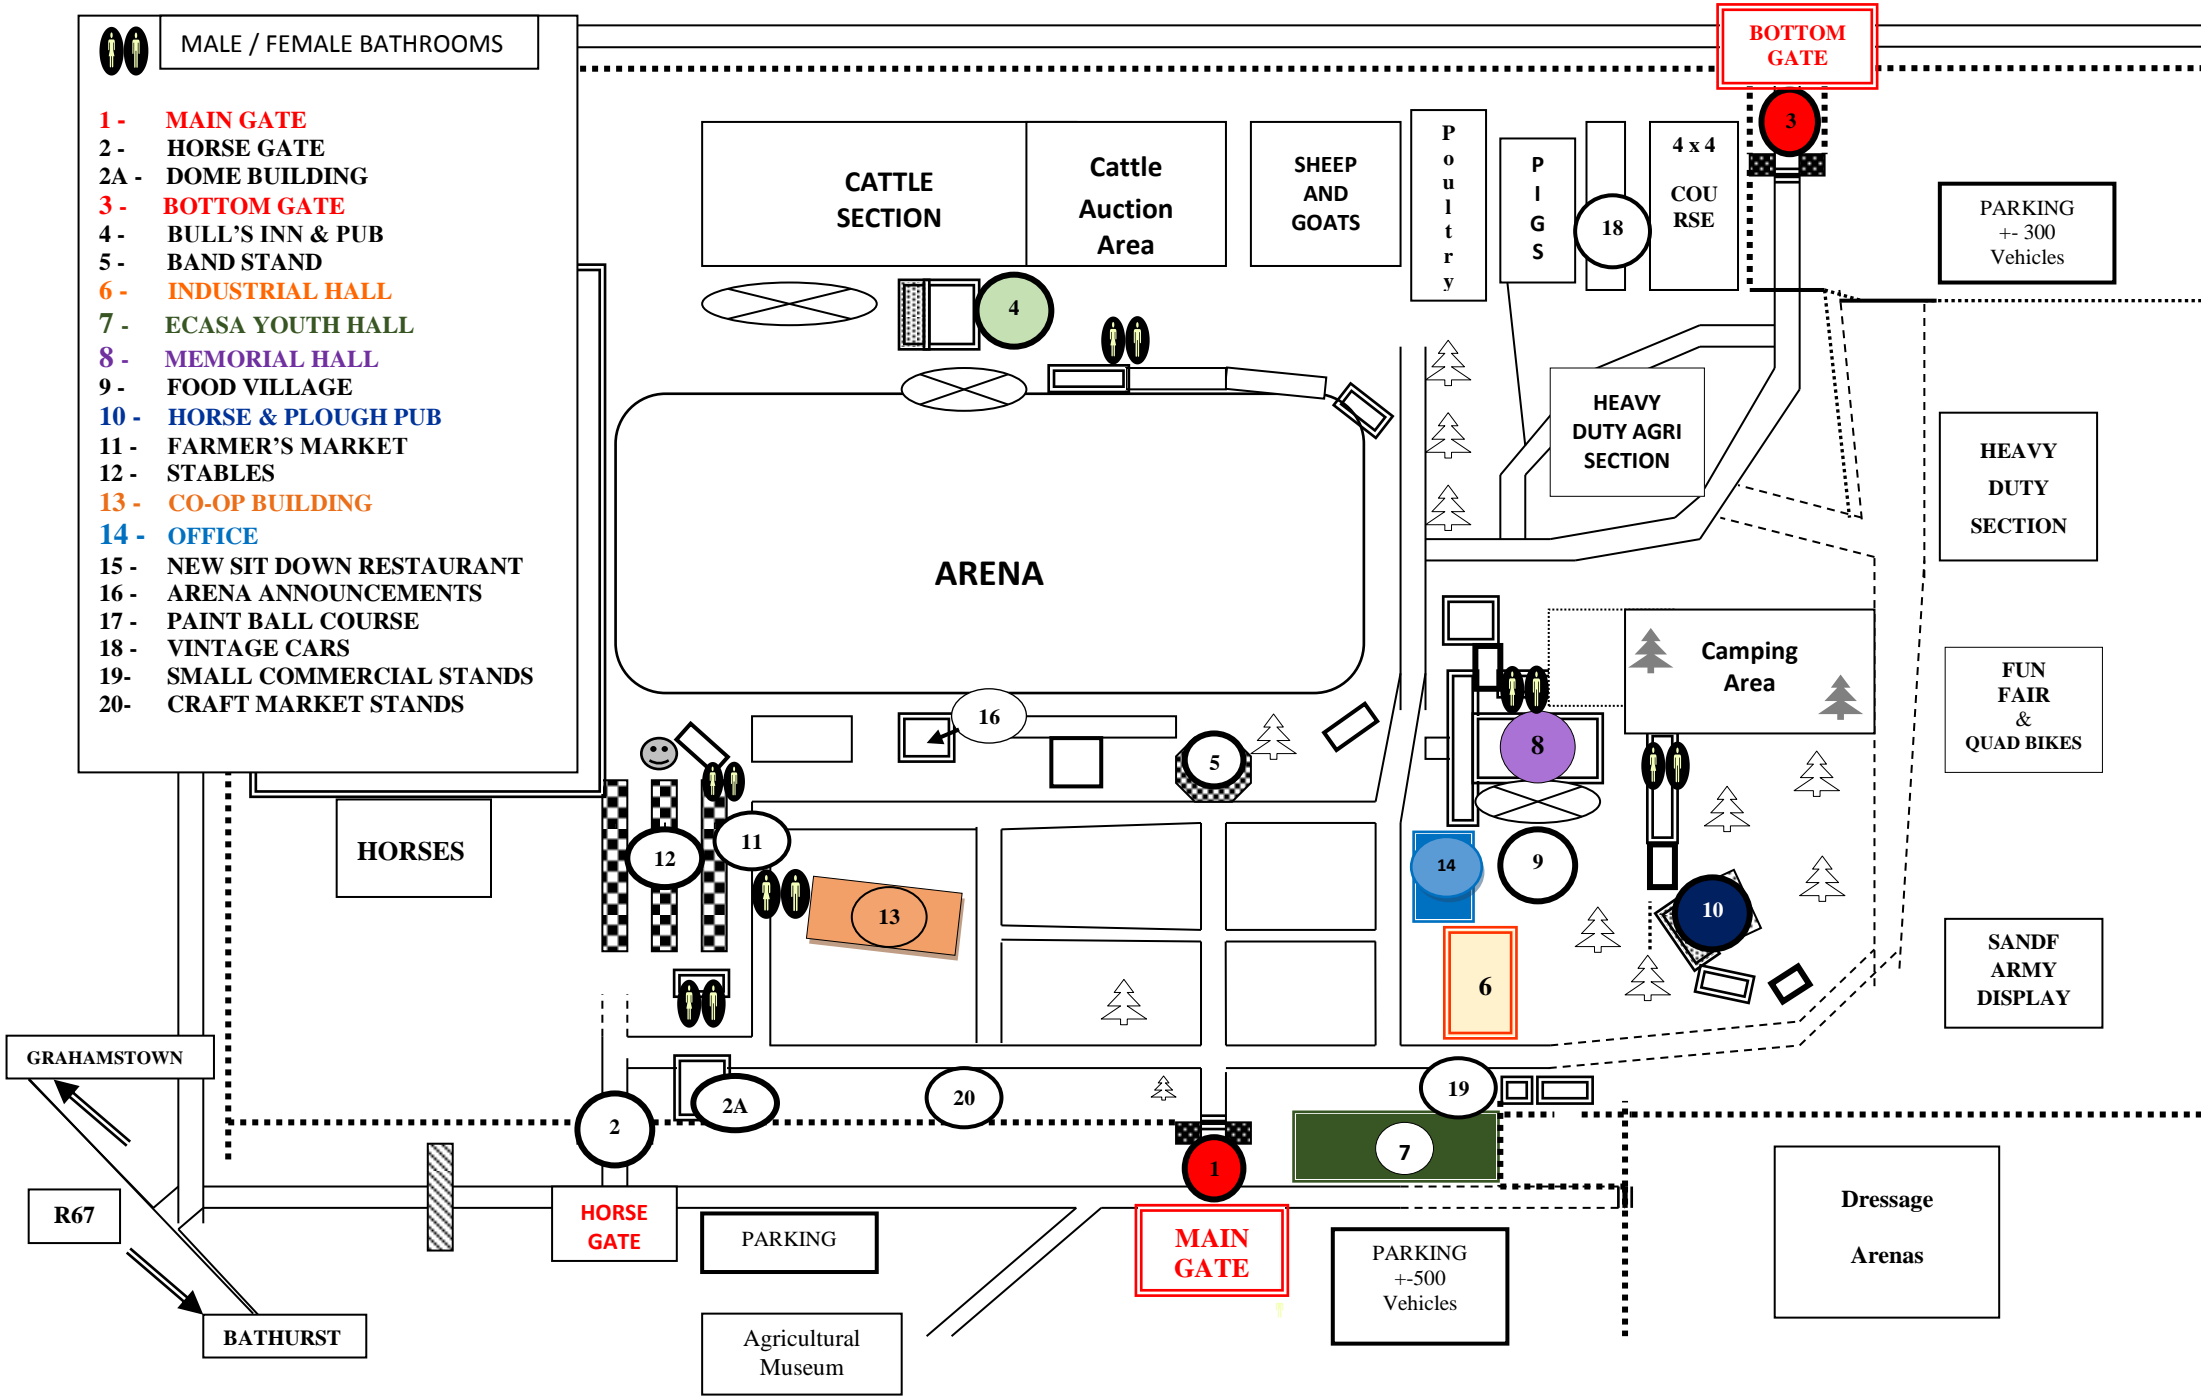 MALE / FEMALE BATHROOMS
1 - MAIN GATE
2 - HORSE GATE
2A - DOME BUILDING
3 - BOTTOM GATE
4 - BULL'S INN & PUB
5 - BAND STAND
6 - INDUSTRIAL HALL
7 - ECASA YOUTH HALL
8 - MEMORIAL HALL
9 - FOOD VILLAGE
10 - HORSE & PLOUGH PUB
11 - FARMER'S MARKET
12 - STABLES
13 - CO-OP BUILDING
14 - OFFICE
15 - NEW SIT DOWN RESTAURANT
16 - ARENA ANNOUNCEMENTS
17 - PAINT BALL COURSE
18 - VINTAGE CARS
19- SMALL COMMERCIAL STANDS
20- CRAFT MARKET STANDS
BOTTOM
GATE
3
CATTLE
SECTION
Cattle
Auction
Area
SHEEP
AND
GOATS
P
o
u
l
t
r
y
P
I
G
S
18
4 x 4
COU
RSE
PARKING
+- 300
Vehicles
4
HEAVY
DUTY AGRI
SECTION
HEAVY
DUTY
SECTION
ARENA
Camping
Area
FUN
FAIR
&
QUAD BIKES
16
5
8
HORSES
12
11
13
14
9
10
6
SANDF
ARMY
DISPLAY
GRAHAMSTOWN
R67
BATHURST
2
2A
20
19
7
1
HORSE
GATE
PARKING
MAIN
GATE
PARKING
+-500
Vehicles
Dressage
Arenas
Agricultural
Museum